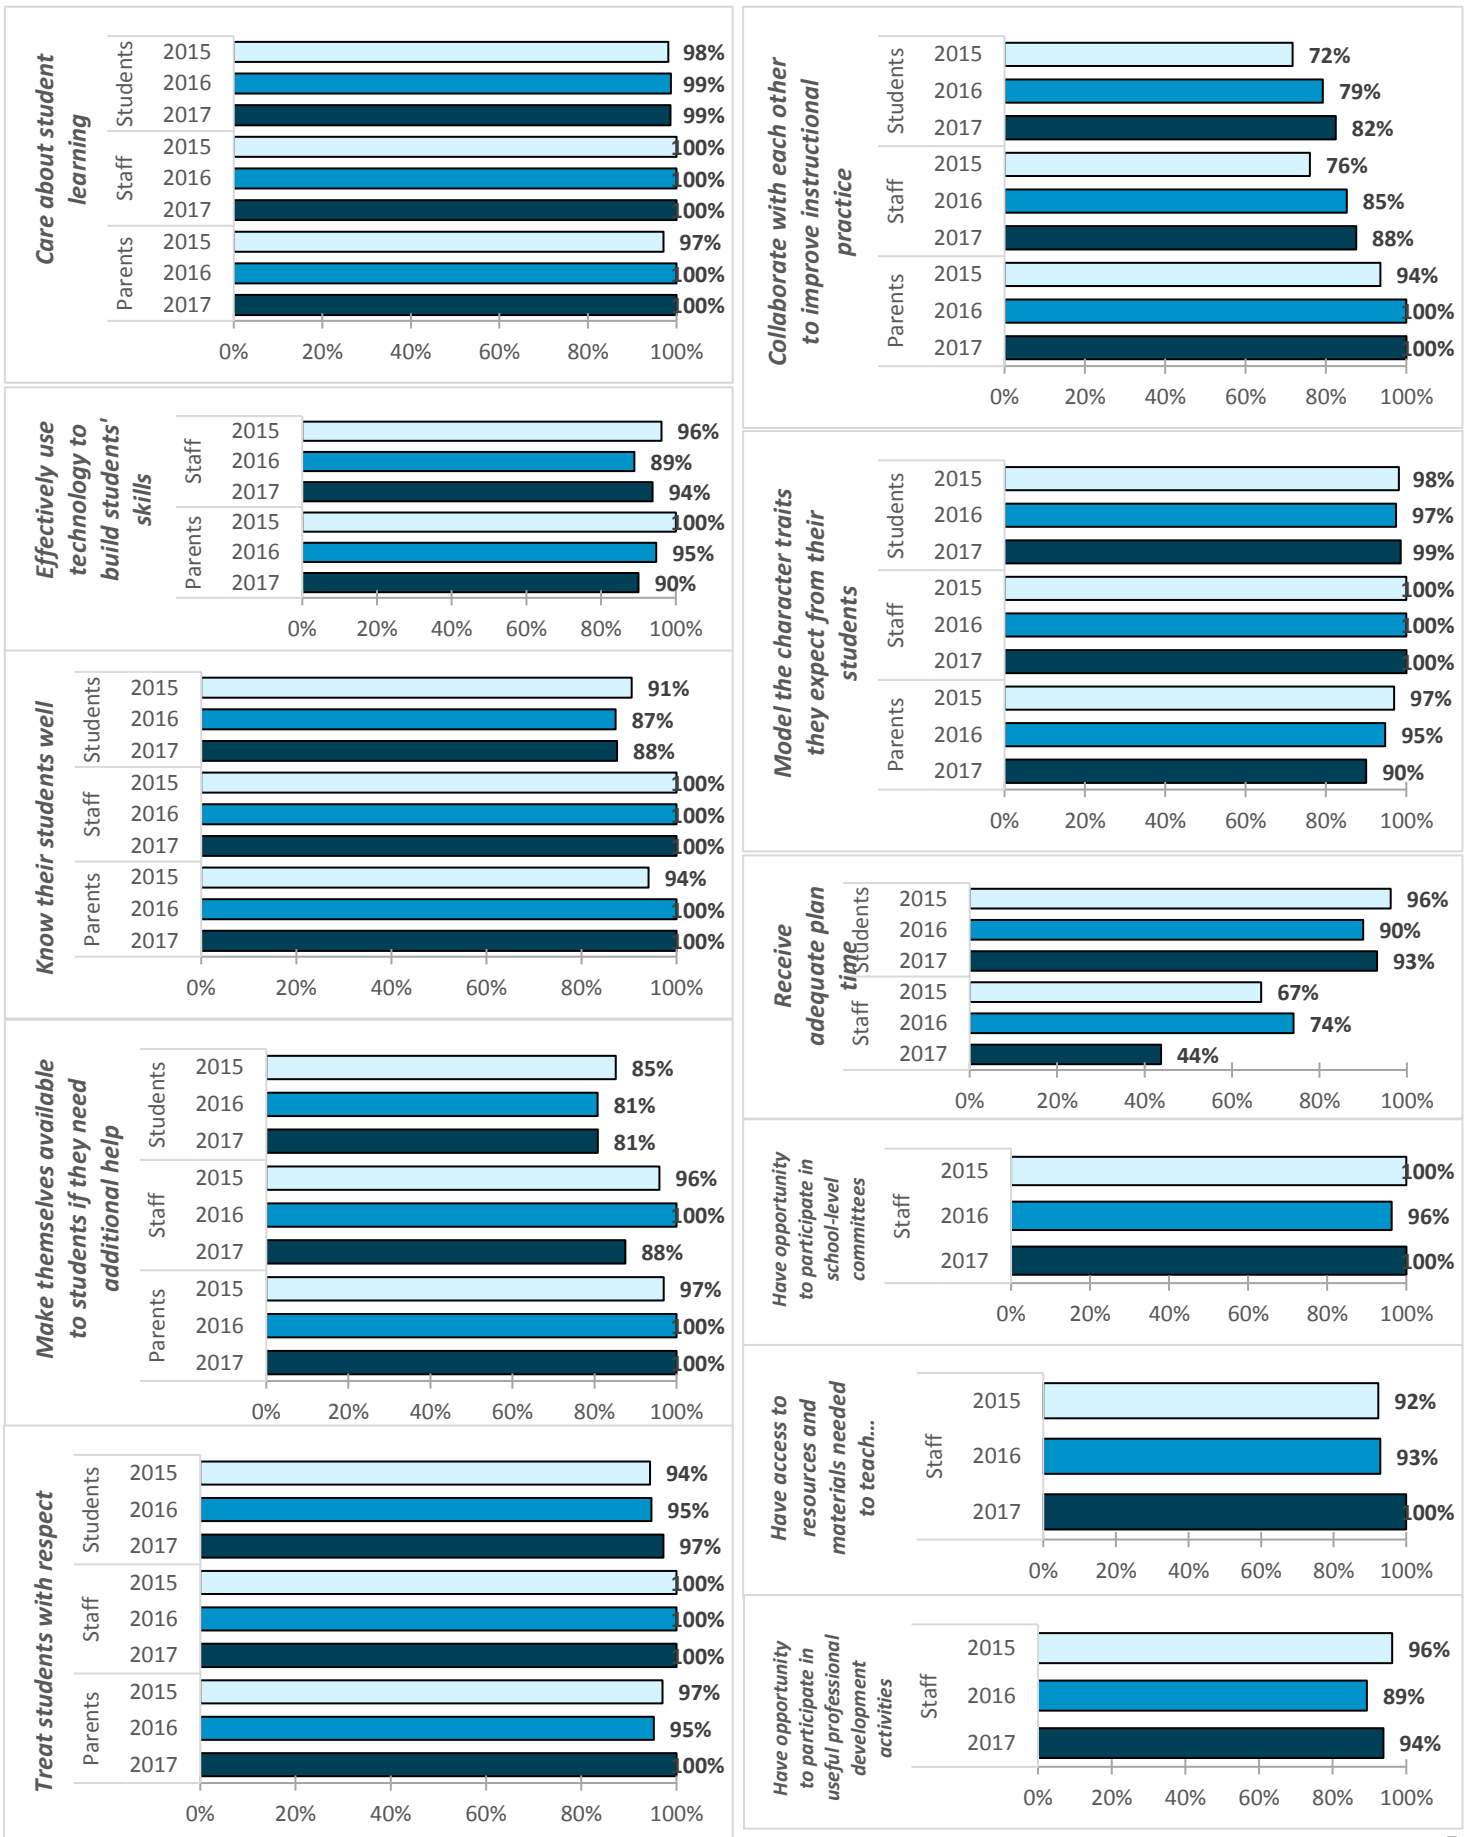 Care about student
learning
Students
2015 98%
2016 99%
2017 99%
Staff
2015 100%
2016 100%
2017 100%
Parents
2015 97%
2016 100%
2017 100%
0% 20% 40% 60% 80% 100%
Effectively use
technology to
build students'
skills
Staff
2015 96%
2016 89%
2017 94%
Parents
2015 100%
2016 95%
2017 90%
0% 20% 40% 60% 80% 100%
Know their students well
Students
2015 91%
2016 87%
2017 88%
Staff
2015 100%
2016 100%
2017 100%
Parents
2015 94%
2016 100%
2017 100%
0% 20% 40% 60% 80% 100%
Make themselves available
to students if they need
additional help
Students
2015 85%
2016 81%
2017 81%
Staff
2015 96%
2016 100%
2017 88%
Parents
2015 97%
2016 100%
2017 100%
0% 20% 40% 60% 80% 100%
Treat students with respect
Students
2015 94%
2016 95%
2017 97%
Staff
2015 100%
2016 100%
2017 100%
Parents
2015 97%
2016 95%
2017 100%
0% 20% 40% 60% 80% 100%
Collaborate with each other
to improve instructional
practice
Students
2015 72%
2016 79%
2017 82%
Staff
2015 76%
2016 85%
2017 88%
Parents
2015 94%
2016 100%
2017 100%
0% 20% 40% 60% 80% 100%
Model the character traits
they expect from their
students
Students
2015 98%
2016 97%
2017 99%
Staff
2015 100%
2016 100%
2017 100%
Parents
2015 97%
2016 95%
2017 90%
0% 20% 40% 60% 80% 100%
Receive
adequate plan
time
Students
2015 96%
2016 90%
2017 93%
Staff
2015 67%
2016 74%
2017 44%
0% 20% 40% 60% 80% 100%
Have opportunity
to participate in
school-level
committees
Staff
2015 100%
2016 96%
2017 100%
0% 20% 40% 60% 80% 100%
Have access to
resources and
materials needed
to teach...
Staff
2015 92%
2016 93%
2017 100%
0% 20% 40% 60% 80% 100%
Have opportunity
to participate in
useful professional
development
activities
Staff
2015 96%
2016 89%
2017 94%
0% 20% 40% 60% 80% 100%